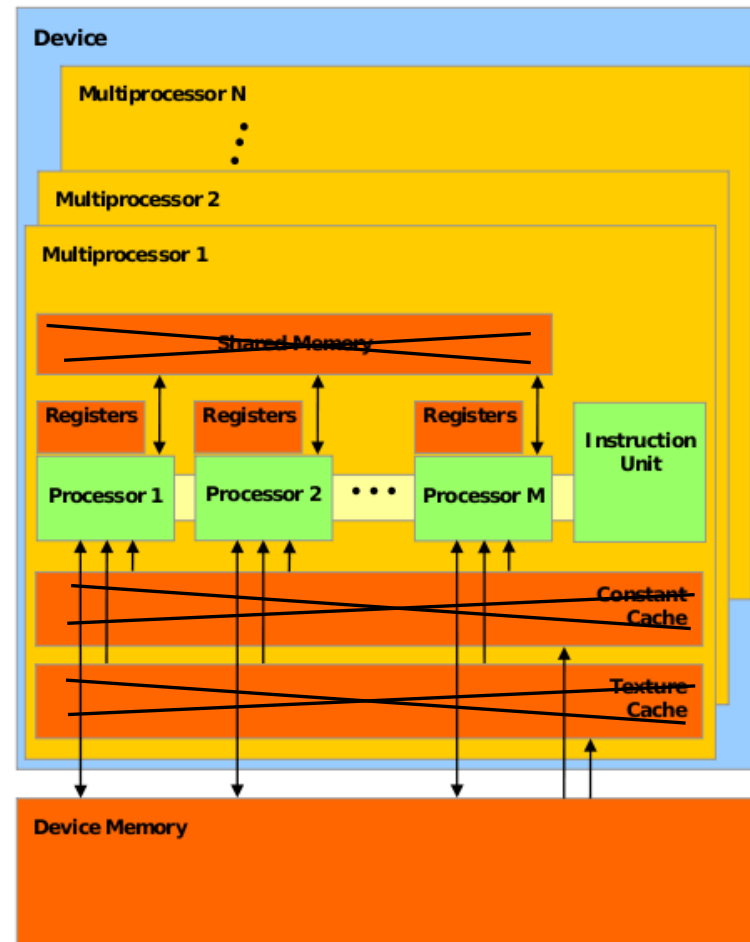 Device
Multiprocessor N
Multiprocessor 2
Multiprocessor 1
Shared Memory
Registers
Registers
Registers
Instruction
Unit
Processor 1
Processor 2
Processor M
Constant
Cache
Texture
Cache
Device Memory